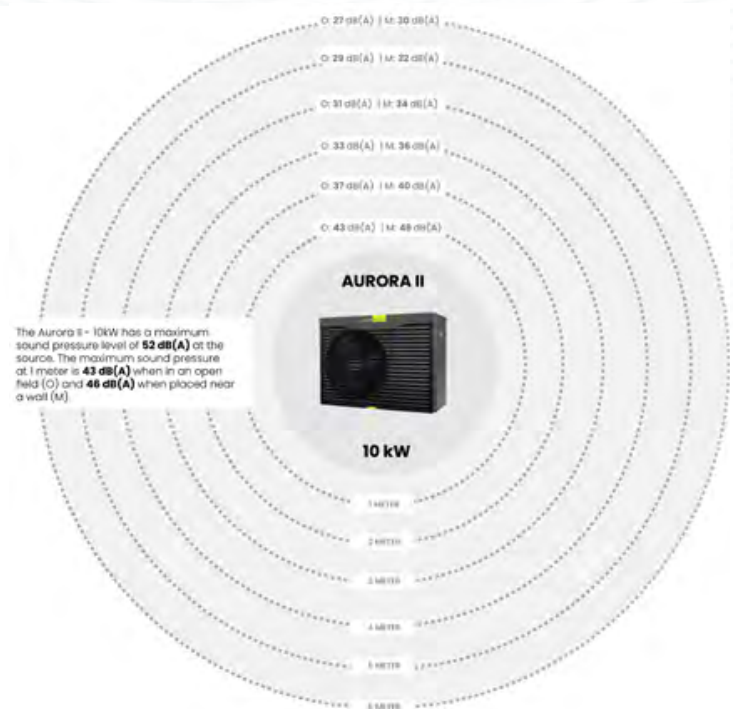 O: 27 dB(A) | M: 30 dB(A)
O: 29 dB(A) | M: 32 dB(A)
O: 31 dB(A) | M: 34 dB(A)
O: 33 dB(A) | M: 36 dB(A)
O: 37 dB(A) | M: 40 dB(A)
O: 43 dB(A) | M: 46 dB(A)
AURORA II
The Aurora II - 10kW has a maximum
sound pressure level of 52 dB(A) at the
source. The maximum sound pressure
at 1 meter is 43 dB(A) when in an open
field (O) and 46 dB(A) when placed near
a wall (M).
10 kW
1 METER
2 METER
3 METER
4 METER
5 METER
6 METER